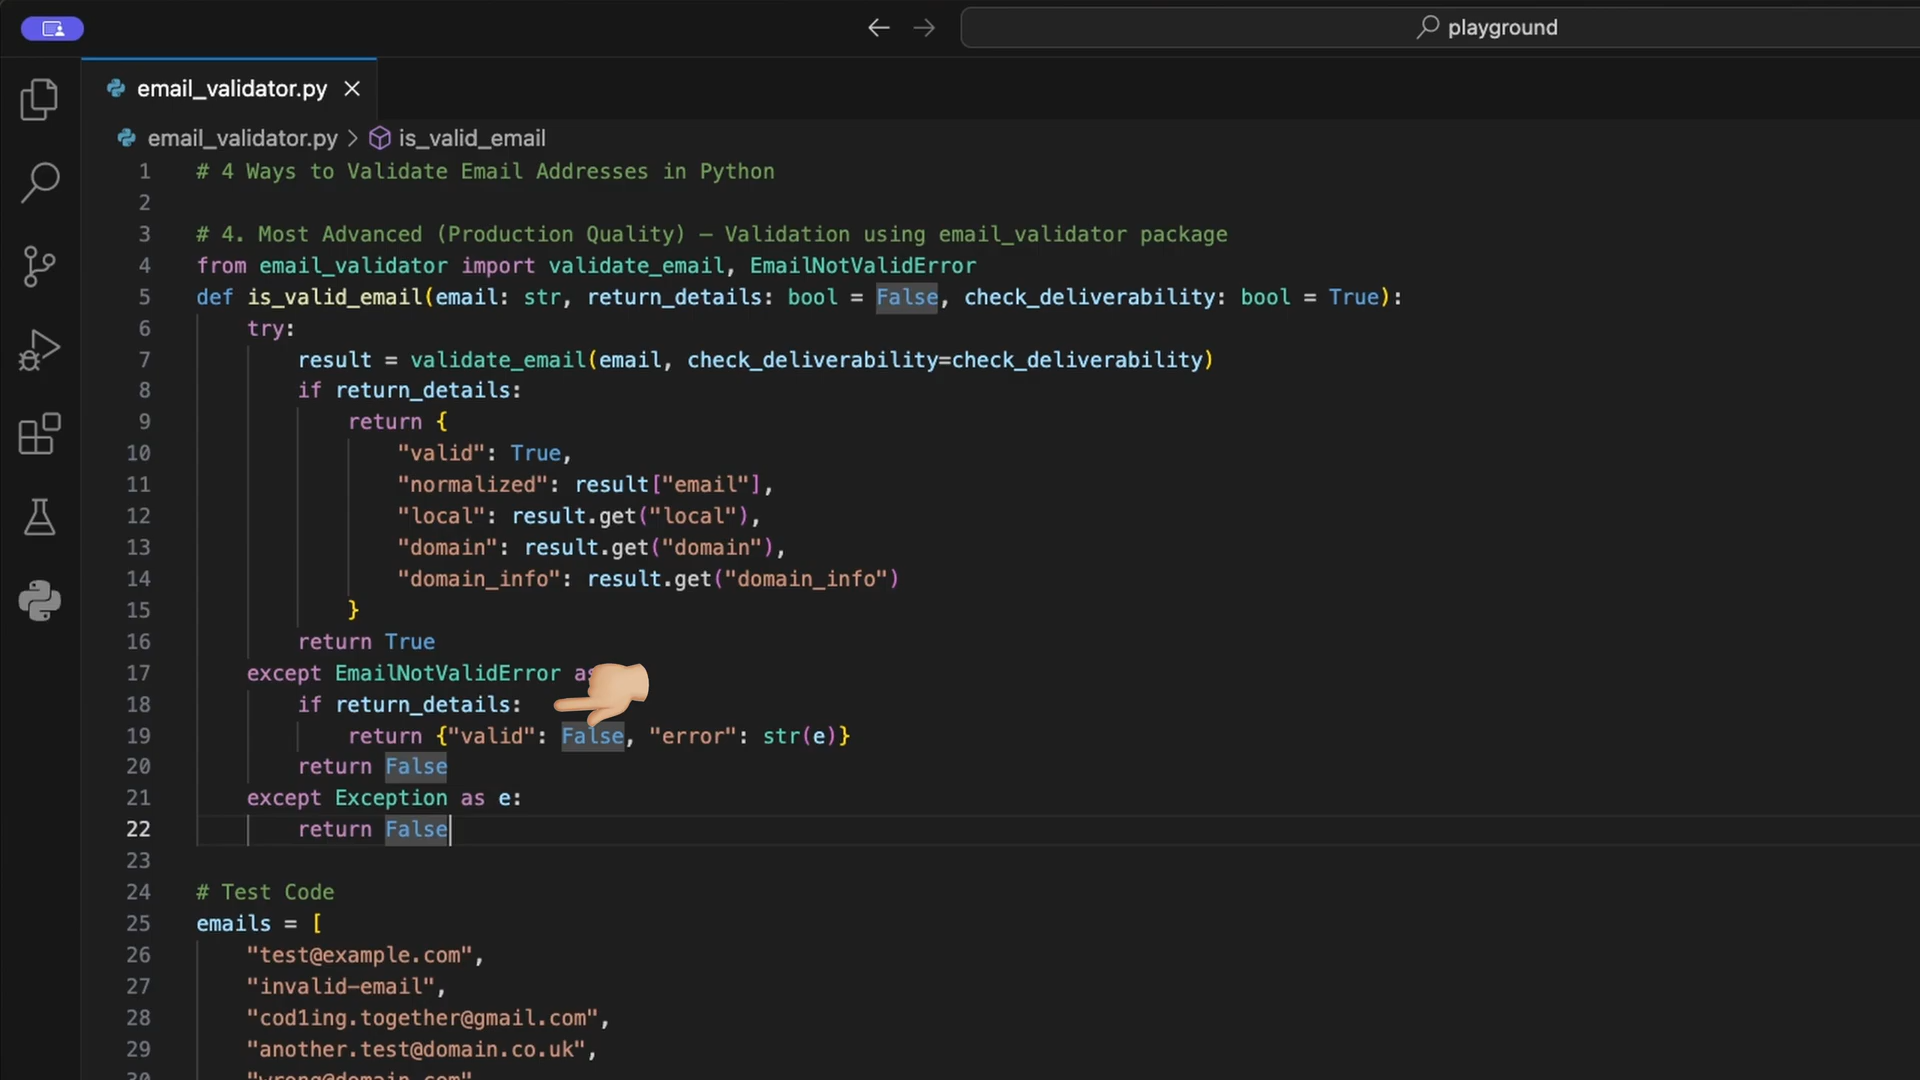 playground
email_validator.py
email_validator.py > is_valid_email
1 # 4 Ways to Validate Email Addresses in Python
2
3 # 4. Most Advanced (Production Quality) – Validation using email_validator package
4 from email_validator import validate_email, EmailNotValidError
5 def is_valid_email(email: str, return_details: bool = False, check_deliverability: bool = True):
6 try:
7 result = validate_email(email, check_deliverability=check_deliverability)
8 if return_details:
9 return {
10 "valid": True,
11 "normalized": result["email"],
12 "local": result.get("local"),
13 "domain": result.get("domain"),
14 "domain_info": result.get("domain_info")
15 }
16 return True
17 except EmailNotValidError
18 if return_details:
19 return {"valid": False, "error": str(e)}
20 return False
21 except Exception as e:
22 return False
23
24 # Test Code
25 emails = [
26 "test@example.com",
27 "invalid-email",
28 "cod1ing.together@gmail.com",
29 "another.test@domain.co.uk",